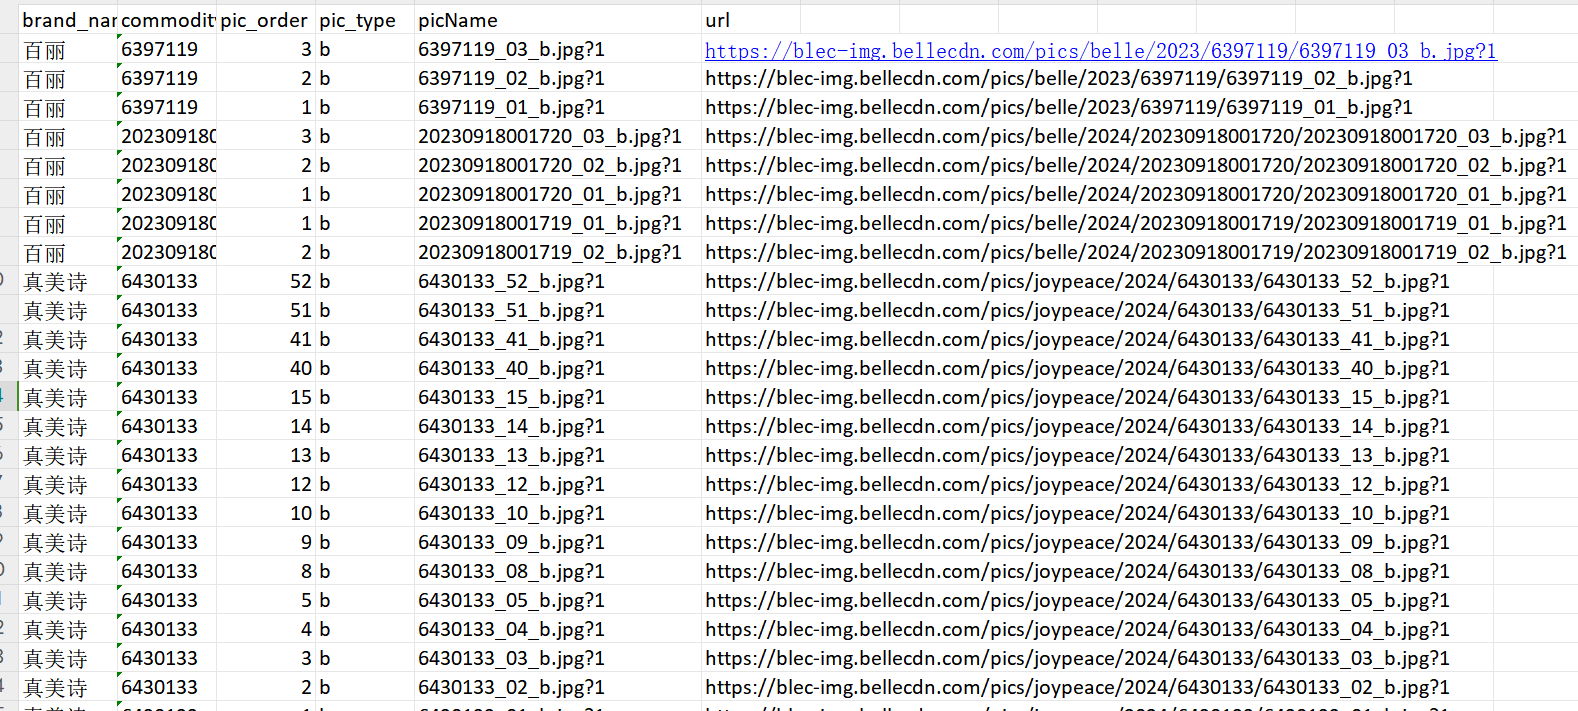 brand_nar commodity pic_order pic_type picName url
百丽 6397119 3 b 6397119_03_b.jpg?1 https://blec-img.bellecdn.com/pics/belle/2023/6397119/6397119_03_b.jpg?1
百丽 6397119 2 b 6397119_02_b.jpg?1 https://blec-img.bellecdn.com/pics/belle/2023/6397119/6397119_02_b.jpg?1
百丽 6397119 1 b 6397119_01_b.jpg?1 https://blec-img.bellecdn.com/pics/belle/2023/6397119/6397119_01_b.jpg?1
百丽 202309180 3 b 20230918001720_03_b.jpg?1 https://blec-img.bellecdn.com/pics/belle/2024/20230918001720/20230918001720_03_b.jpg?1
百丽 202309180 2 b 20230918001720_02_b.jpg?1 https://blec-img.bellecdn.com/pics/belle/2024/20230918001720/20230918001720_02_b.jpg?1
百丽 202309180 1 b 20230918001720_01_b.jpg?1 https://blec-img.bellecdn.com/pics/belle/2024/20230918001720/20230918001720_01_b.jpg?1
百丽 202309180 1 b 20230918001719_01_b.jpg?1 https://blec-img.bellecdn.com/pics/belle/2024/20230918001719/20230918001719_01_b.jpg?1
百丽 202309180 2 b 20230918001719_02_b.jpg?1 https://blec-img.bellecdn.com/pics/belle/2024/20230918001719/20230918001719_02_b.jpg?1
真美诗 6430133 52 b 6430133_52_b.jpg?1 https://blec-img.bellecdn.com/pics/joypeace/2024/6430133/6430133_52_b.jpg?1
真美诗 6430133 51 b 6430133_51_b.jpg?1 https://blec-img.bellecdn.com/pics/joypeace/2024/6430133/6430133_51_b.jpg?1
真美诗 6430133 41 b 6430133_41_b.jpg?1 https://blec-img.bellecdn.com/pics/joypeace/2024/6430133/6430133_41_b.jpg?1
真美诗 6430133 40 b 6430133_40_b.jpg?1 https://blec-img.bellecdn.com/pics/joypeace/2024/6430133/6430133_40_b.jpg?1
真美诗 6430133 15 b 6430133_15_b.jpg?1 https://blec-img.bellecdn.com/pics/joypeace/2024/6430133/6430133_15_b.jpg?1
真美诗 6430133 14 b 6430133_14_b.jpg?1 https://blec-img.bellecdn.com/pics/joypeace/2024/6430133/6430133_14_b.jpg?1
真美诗 6430133 13 b 6430133_13_b.jpg?1 https://blec-img.bellecdn.com/pics/joypeace/2024/6430133/6430133_13_b.jpg?1
真美诗 6430133 12 b 6430133_12_b.jpg?1 https://blec-img.bellecdn.com/pics/joypeace/2024/6430133/6430133_12_b.jpg?1
真美诗 6430133 10 b 6430133_10_b.jpg?1 https://blec-img.bellecdn.com/pics/joypeace/2024/6430133/6430133_10_b.jpg?1
真美诗 6430133 9 b 6430133_09_b.jpg?1 https://blec-img.bellecdn.com/pics/joypeace/2024/6430133/6430133_09_b.jpg?1
真美诗 6430133 8 b 6430133_08_b.jpg?1 https://blec-img.bellecdn.com/pics/joypeace/2024/6430133/6430133_08_b.jpg?1
真美诗 6430133 5 b 6430133_05_b.jpg?1 https://blec-img.bellecdn.com/pics/joypeace/2024/6430133/6430133_05_b.jpg?1
真美诗 6430133 4 b 6430133_04_b.jpg?1 https://blec-img.bellecdn.com/pics/joypeace/2024/6430133/6430133_04_b.jpg?1
真美诗 6430133 3 b 6430133_03_b.jpg?1 https://blec-img.bellecdn.com/pics/joypeace/2024/6430133/6430133_03_b.jpg?1
真美诗 6430133 2 b 6430133_02_b.jpg?1 https://blec-img.bellecdn.com/pics/joypeace/2024/6430133/6430133_02_b.jpg?1